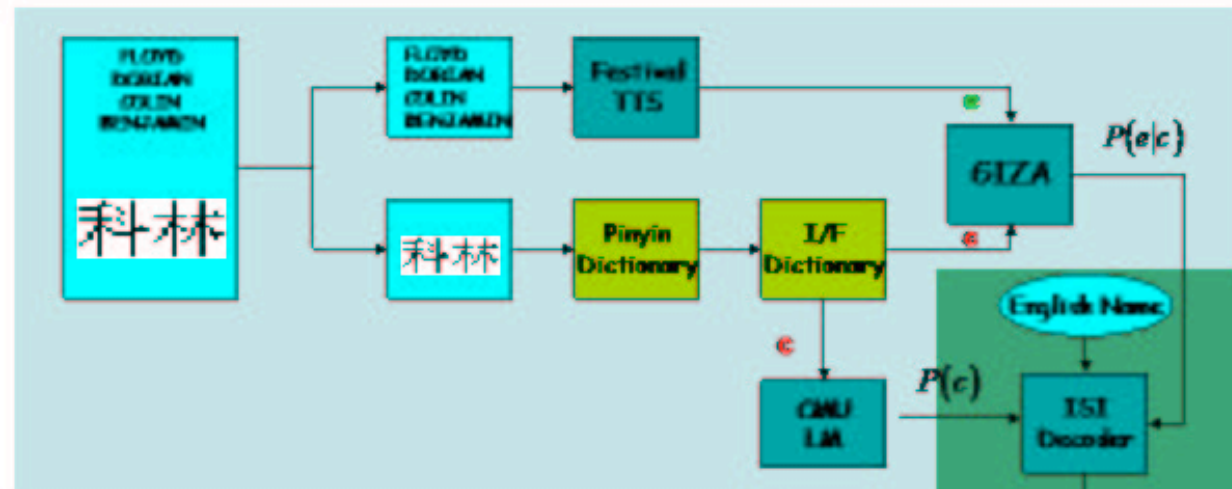 FLOYD
DORIAN
COLIN
BENJAMIN
科林
FLOYD
DORIAN
COLIN
BENJAMIN
Festival
TTS
e
GIZA
P(e|c)
科林
Pinyin
Dictionary
I/F
Dictionary
c
c
CMU
LM
P(c)
English Name
ISI
Decoder